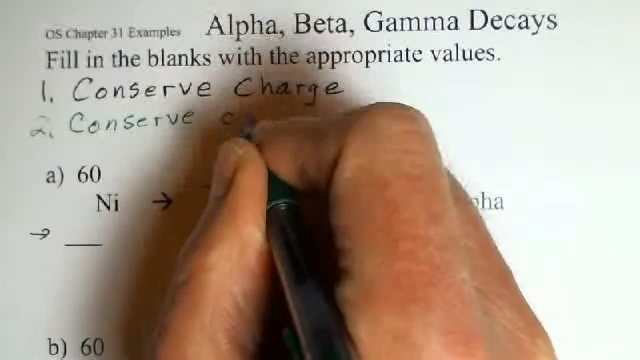 OS Chapter 31 Examples Alpha, Beta, Gamma Decays
Fill in the blanks with the appropriate values.
1. Conserve Charge
2. Conserve
a) 60
Ni →
→ ___
b) 60